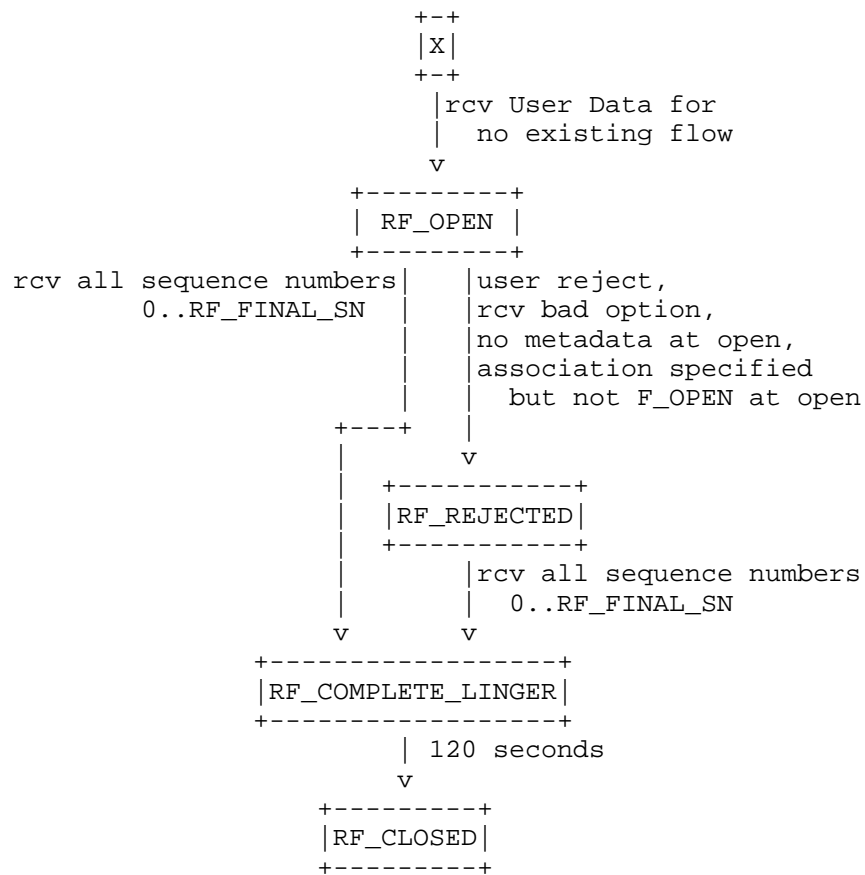 X
rcv User Data for
no existing flow
RF_OPEN
rcv all sequence numbers
0..RF_FINAL_SN
user reject,
rcv bad option,
no metadata at open,
association specified
but not F_OPEN at open
RF_REJECTED
rcv all sequence numbers
0..RF_FINAL_SN
RF_COMPLETE_LINGER
120 seconds
RF_CLOSED